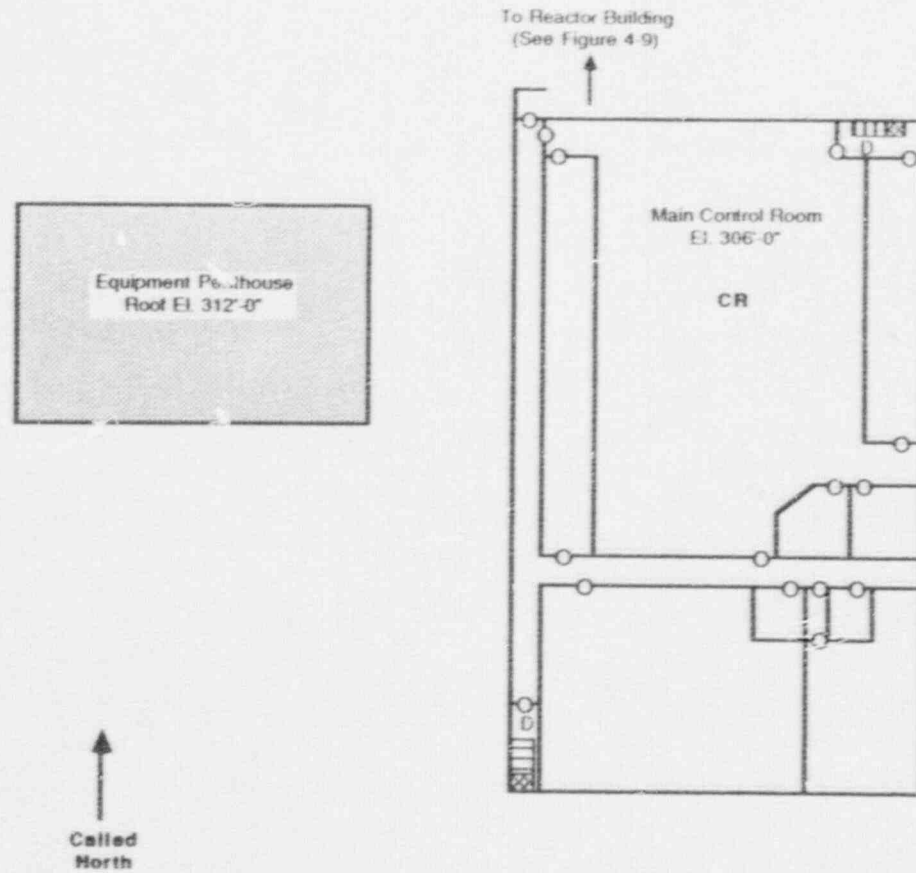 To Reactor Building
(See Figure 4-9)
Main Control Room
El. 306'-0"
CR
D
Equipment
Roof El. 312'-0"
D
Called
North